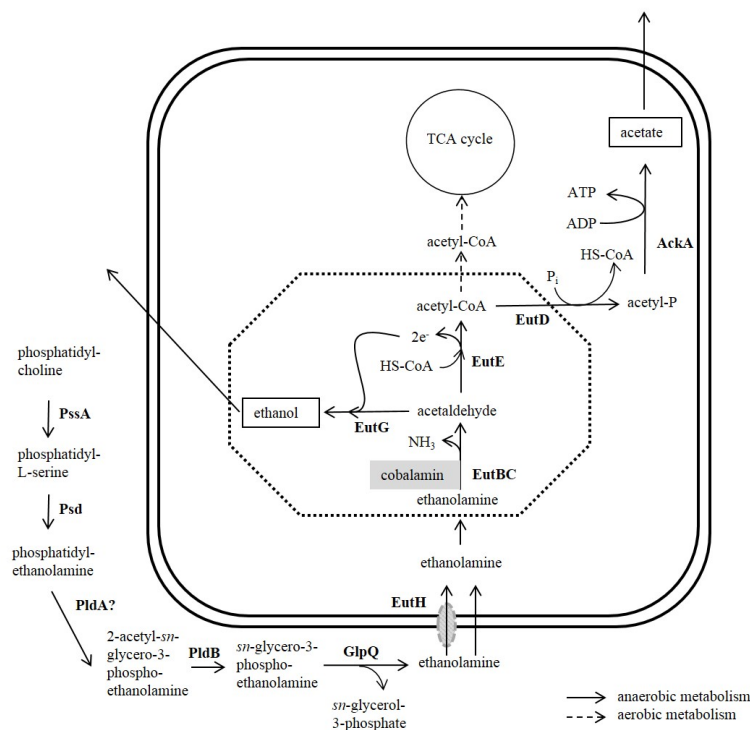 acetate
TCA cycle
ATP
ADP
AckA
HS-CoA
acetyl-CoA
Pi
acetyl-CoA
EutD
acetyl-P
2e-
HS-CoA
EutE
phosphatidyl-
choline
ethanol
acetaldehyde
PssA
EutG
NH3
phosphatidyl-
L-serine
cobalamin
EutBC
ethanolamine
Psd
phosphatidyl-
ethanolamine
ethanolamine
PldA?
EutH
2-acetyl-sn-
glycero-3-
phospho-
ethanolamine
PldB
sn-glycero-3-
phospho-
ethanolamine
GlpQ
ethanolamine
sn-glycerol-
3-phosphate
anaerobic metabolism
aerobic metabolism